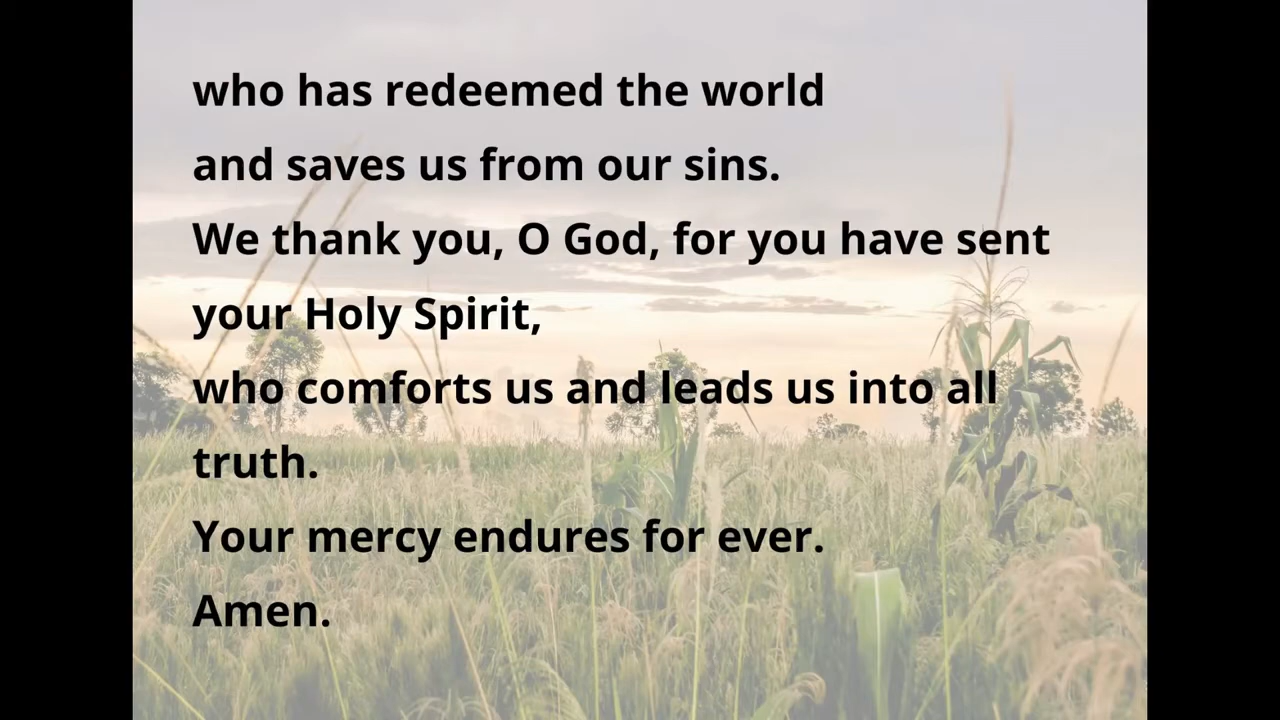 who has redeemed the world
and saves us from our sins.
We thank you, O God, for you have sent
your Holy Spirit,
who comforts us and leads us into all
truth.
Your mercy endures for ever.
Amen.